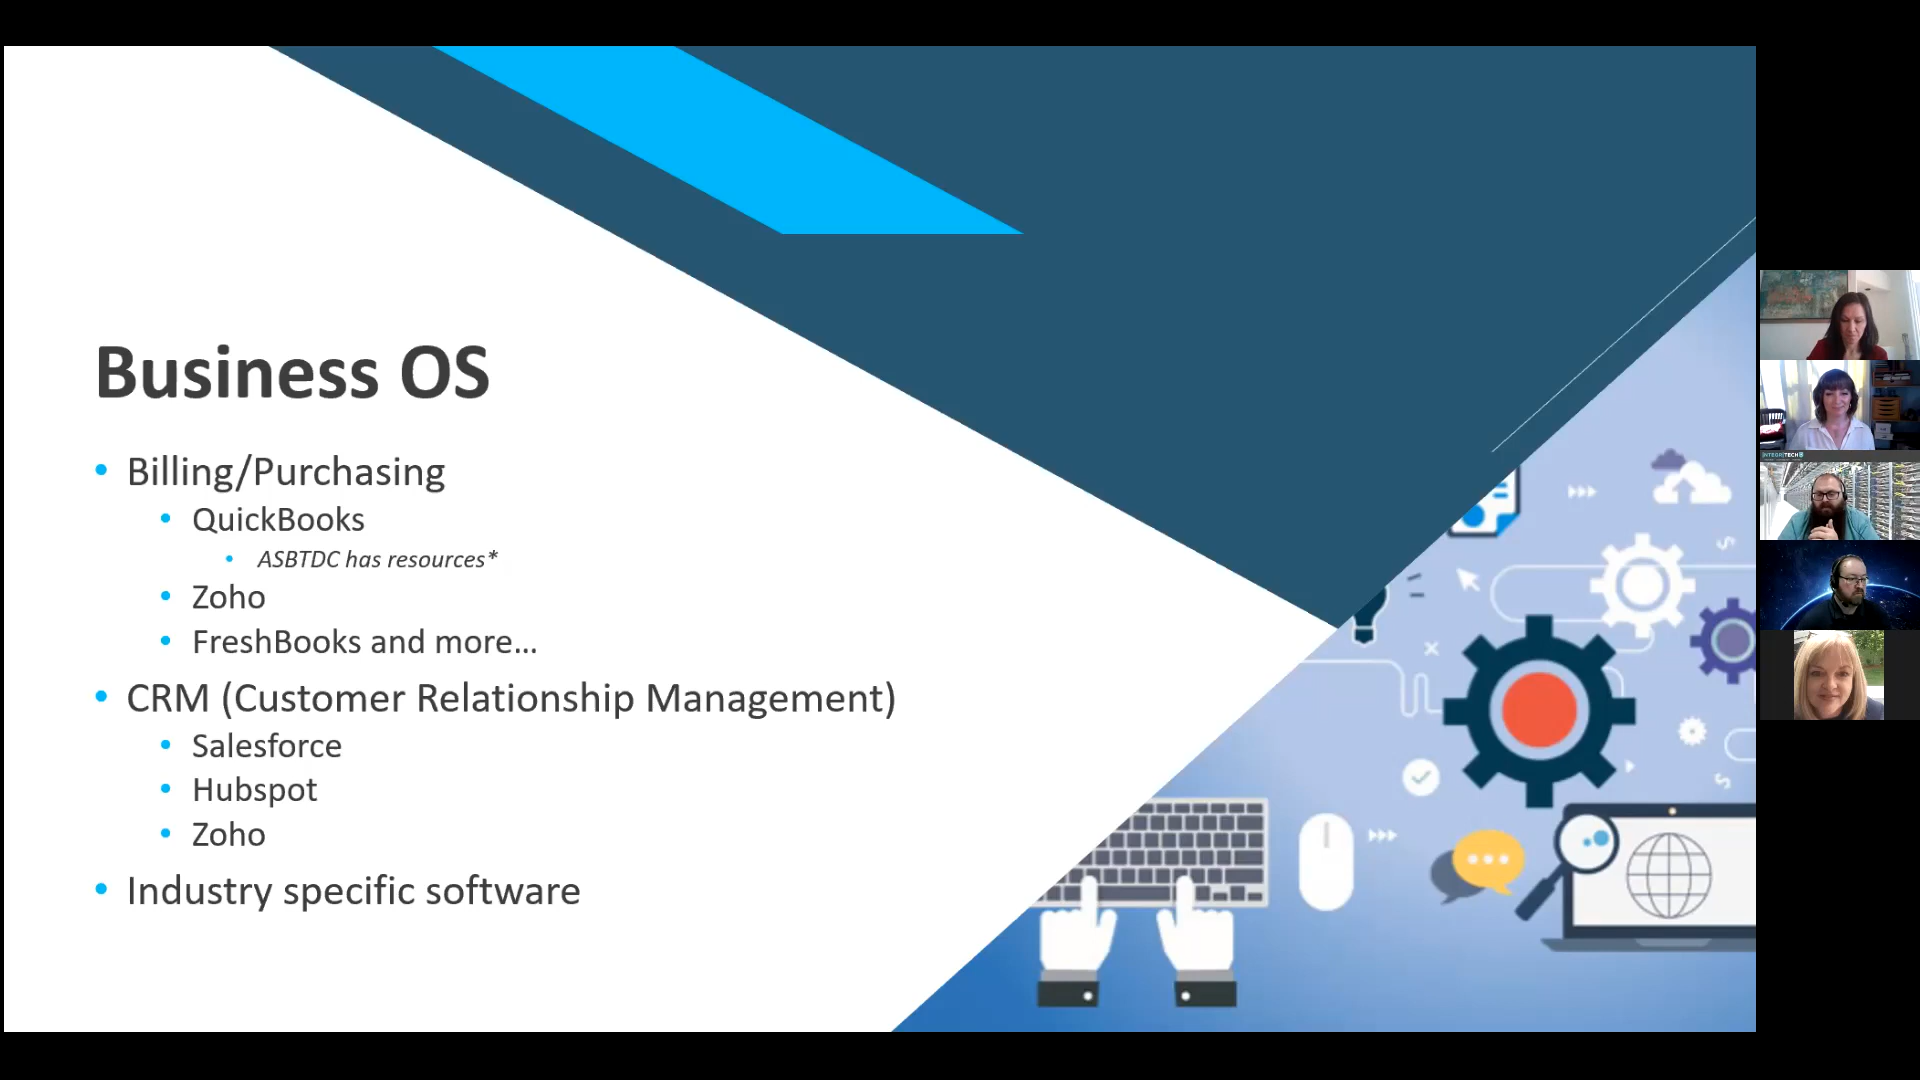 Business OS
Billing/Purchasing
QuickBooks
ASBTDC has resources*
Zoho
FreshBooks and more...
CRM (Customer Relationship Management)
Salesforce
Hubspot
Zoho
Industry specific software
INTEGRITECH